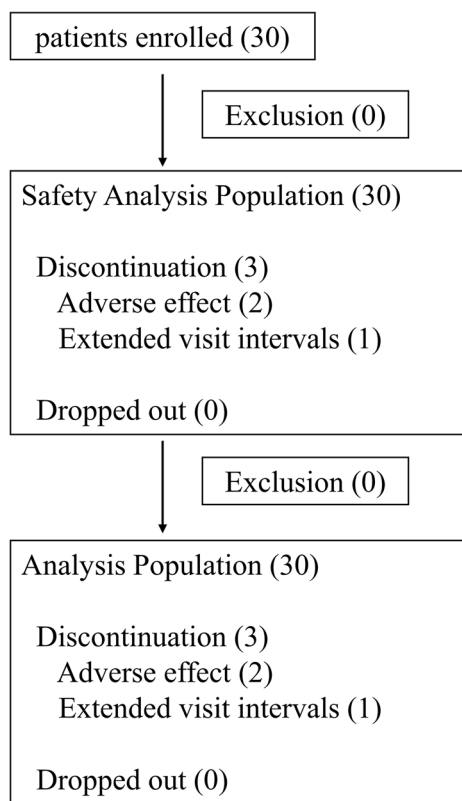 patients enrolled (30)
Exclusion (0)
Safety Analysis Population (30)
Discontinuation (3)
Adverse effect (2)
Extended visit intervals (1)
Dropped out (0)
Exclusion (0)
Analysis Population (30)
Discontinuation (3)
Adverse effect (2)
Extended visit intervals (1)
Dropped out (0)